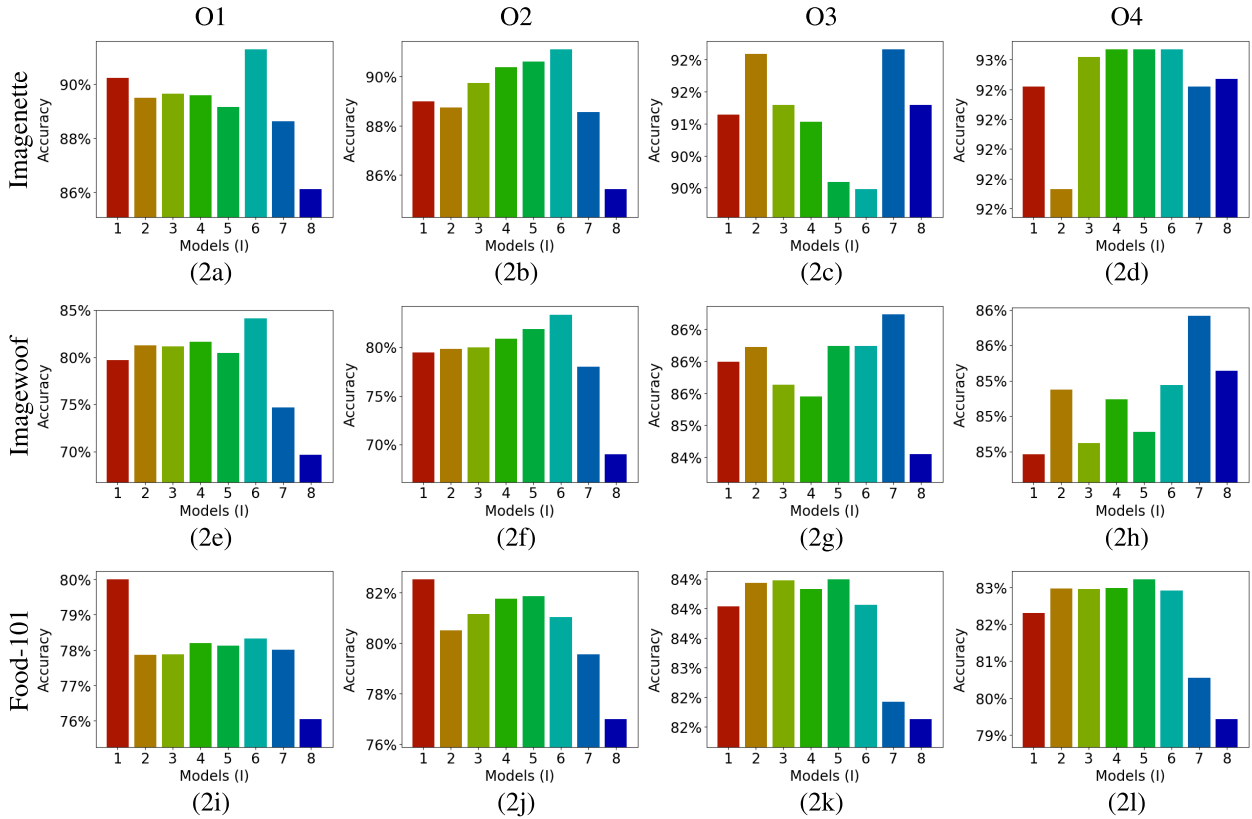 O1 O2 O3 O4
Imagenette
Accuracy
90%
88%
86%
1 2 3 4 5 6 7 8
Models (I)
(2a)
Accuracy
90%
88%
86%
1 2 3 4 5 6 7 8
Models (I)
(2b)
Accuracy
92%
92%
91%
90%
90%
1 2 3 4 5 6 7 8
Models (I)
(2c)
Accuracy
93%
92%
92%
92%
92%
92%
1 2 3 4 5 6 7 8
Models (I)
(2d)
Imagewoof
Accuracy
85%
80%
75%
70%
1 2 3 4 5 6 7 8
Models (I)
(2e)
Accuracy
80%
75%
70%
1 2 3 4 5 6 7 8
Models (I)
(2f)
Accuracy
86%
86%
86%
85%
84%
1 2 3 4 5 6 7 8
Models (I)
(2g)
Accuracy
86%
86%
85%
85%
85%
1 2 3 4 5 6 7 8
Models (I)
(2h)
Food-101
Accuracy
80%
79%
78%
77%
76%
1 2 3 4 5 6 7 8
Models (I)
(2i)
Accuracy
82%
80%
78%
76%
1 2 3 4 5 6 7 8
Models (I)
(2j)
Accuracy
84%
84%
84%
83%
82%
82%
1 2 3 4 5 6 7 8
Models (I)
(2k)
Accuracy
83%
82%
81%
80%
79%
1 2 3 4 5 6 7 8
Models (I)
(2l)